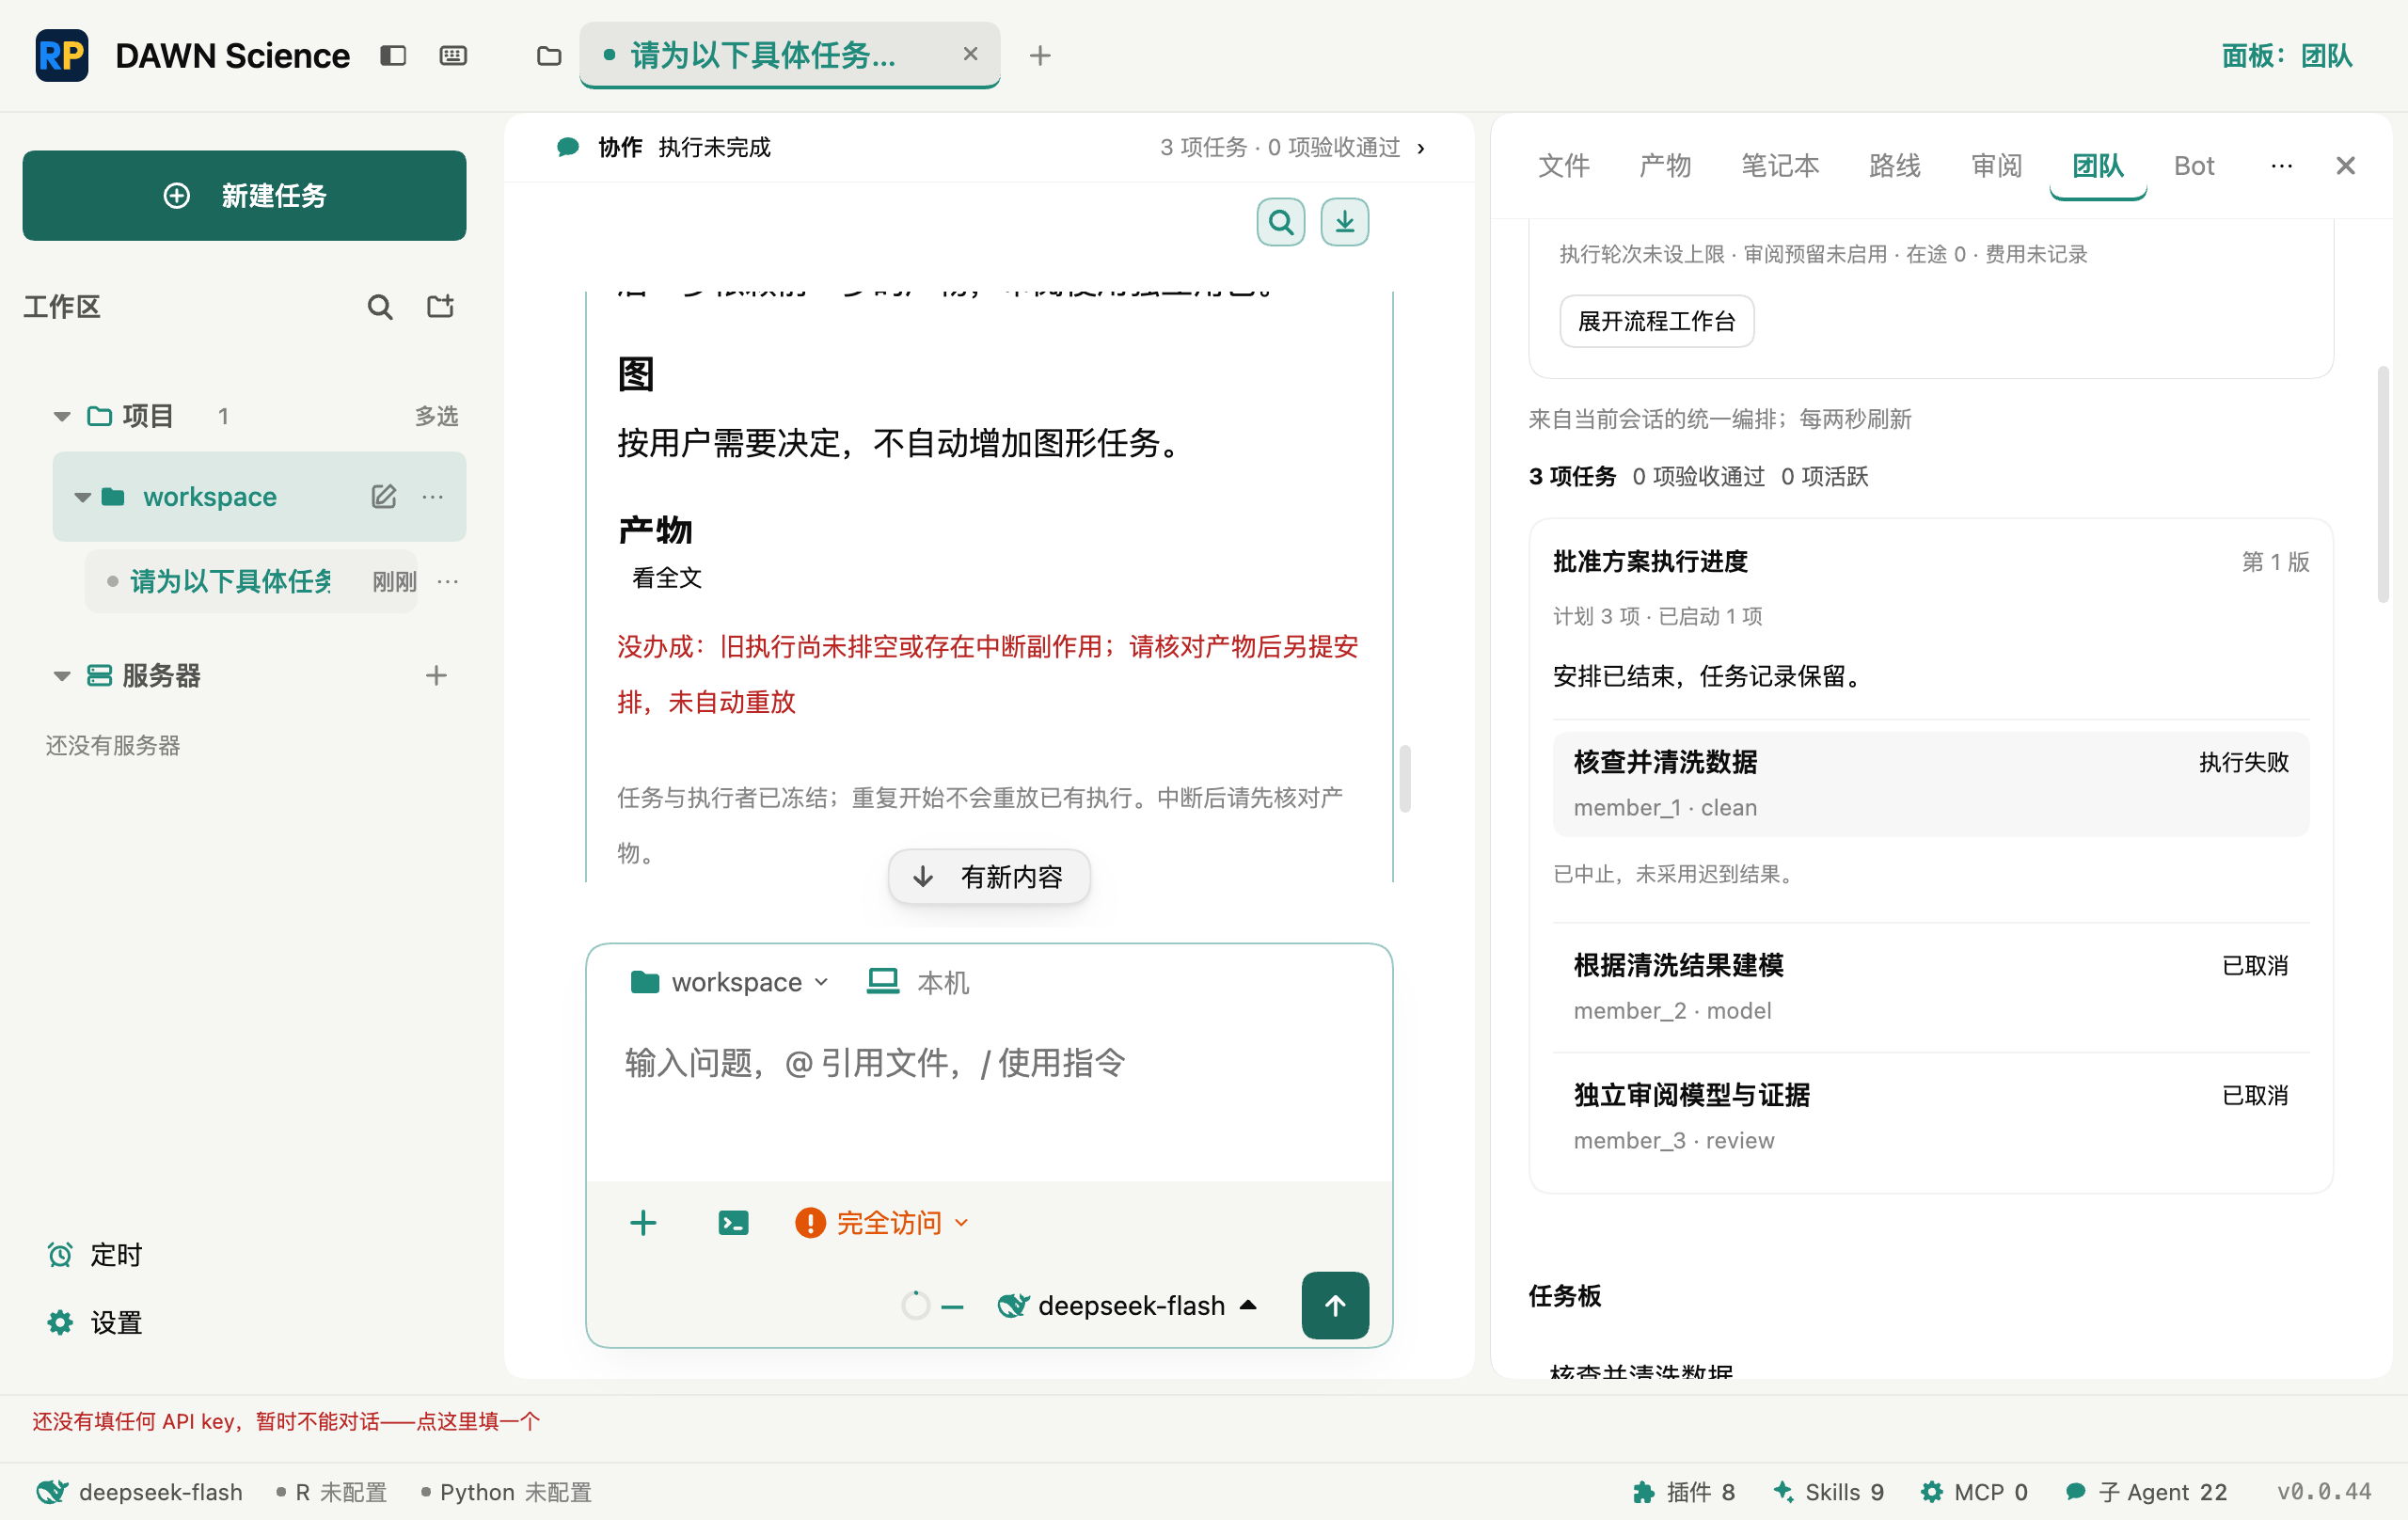 RP DAWN Science
请为以下具体任务...
面板：团队
新建任务
工作区
项目 1 多选
workspace
请为以下具体任务 刚刚
服务器
还没有服务器
定时
设置
协作 执行未完成
3 项任务 · 0 项验收通过 ›
图
按用户需要决定，不自动增加图形任务。
产物
看全文
没办成：旧执行尚未排空或存在中断副作用；请核对产物后另提安
排，未自动重放
任务与执行者已冻结；重复开始不会重放已有执行。中断后请先核对产
物。
有新内容
workspace 本机
输入问题，@ 引用文件，/ 使用指令
完全访问
deepseek-flash
文件 产物 笔记本 路线 审阅 团队 Bot ...
执行轮次未设上限 · 审阅预留未启用 · 在途 0 · 费用未记录
展开流程工作台
来自当前会话的统一编排；每两秒刷新
3 项任务 0 项验收通过 0 项活跃
批准方案执行进度 第 1 版
计划 3 项 · 已启动 1 项
安排已结束，任务记录保留。
核查并清洗数据 执行失败
member_1 · clean
已中止，未采用迟到结果。
根据清洗结果建模 已取消
member_2 · model
独立审阅模型与证据 已取消
member_3 · review
任务板
核查并清洗数据
还没有填任何 API key，暂时不能对话——点这里填一个
deepseek-flash R 未配置 Python 未配置
插件 8 Skills 9 MCP 0 子 Agent 22 v0.0.44